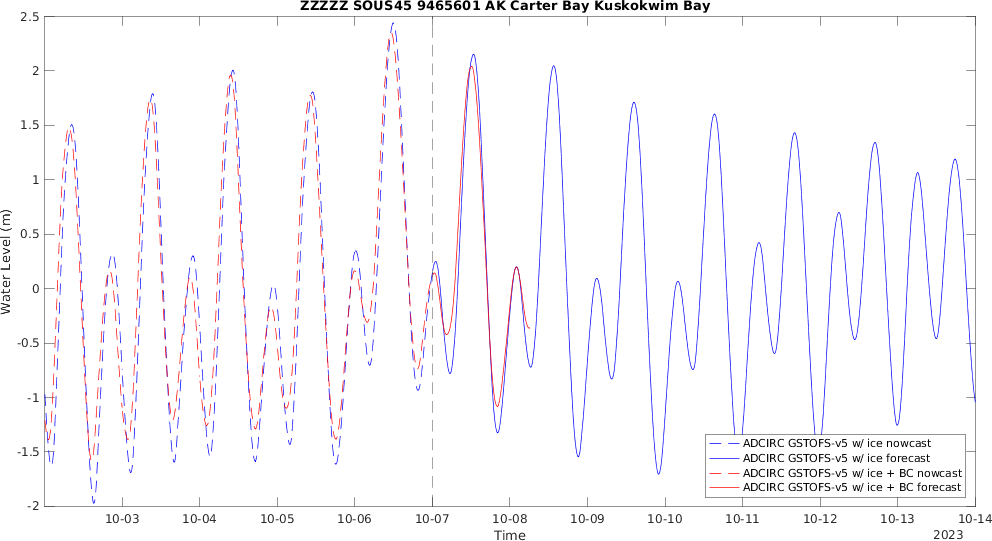 ZZZZZ SOUS45 9465601 AK Carter Bay Kuskokwim Bay
2.5
2
1.5
1
0.5
0
-0.5
-1
-1.5
-2
Water Level (m)
ADCIRC GSTOFS-v5 w/ ice nowcast
ADCIRC GSTOFS-v5 w/ ice forecast
ADCIRC GSTOFS-v5 w/ ice + BC nowcast
ADCIRC GSTOFS-v5 w/ ice + BC forecast
10-03 10-04 10-05 10-06 10-07 10-08 10-09 10-10 10-11 10-12 10-13 10-14
Time
2023